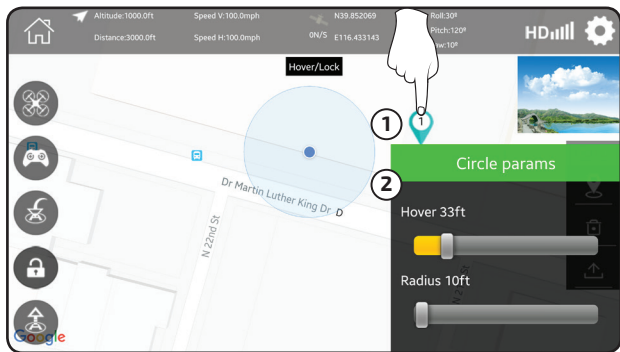 Altitude:1000.0ft Speed V:100.0mph N39.852069 Roll:30º
Pitch:120º
HD
Distance:3000.0ft Speed H:100.0mph 0N/S E116.433143
Hover/Lock
1 1
Circle params
2
Dr Martin Luther King Dr D
Hover 33ft
N 22nd St
Radius 10ft
Google